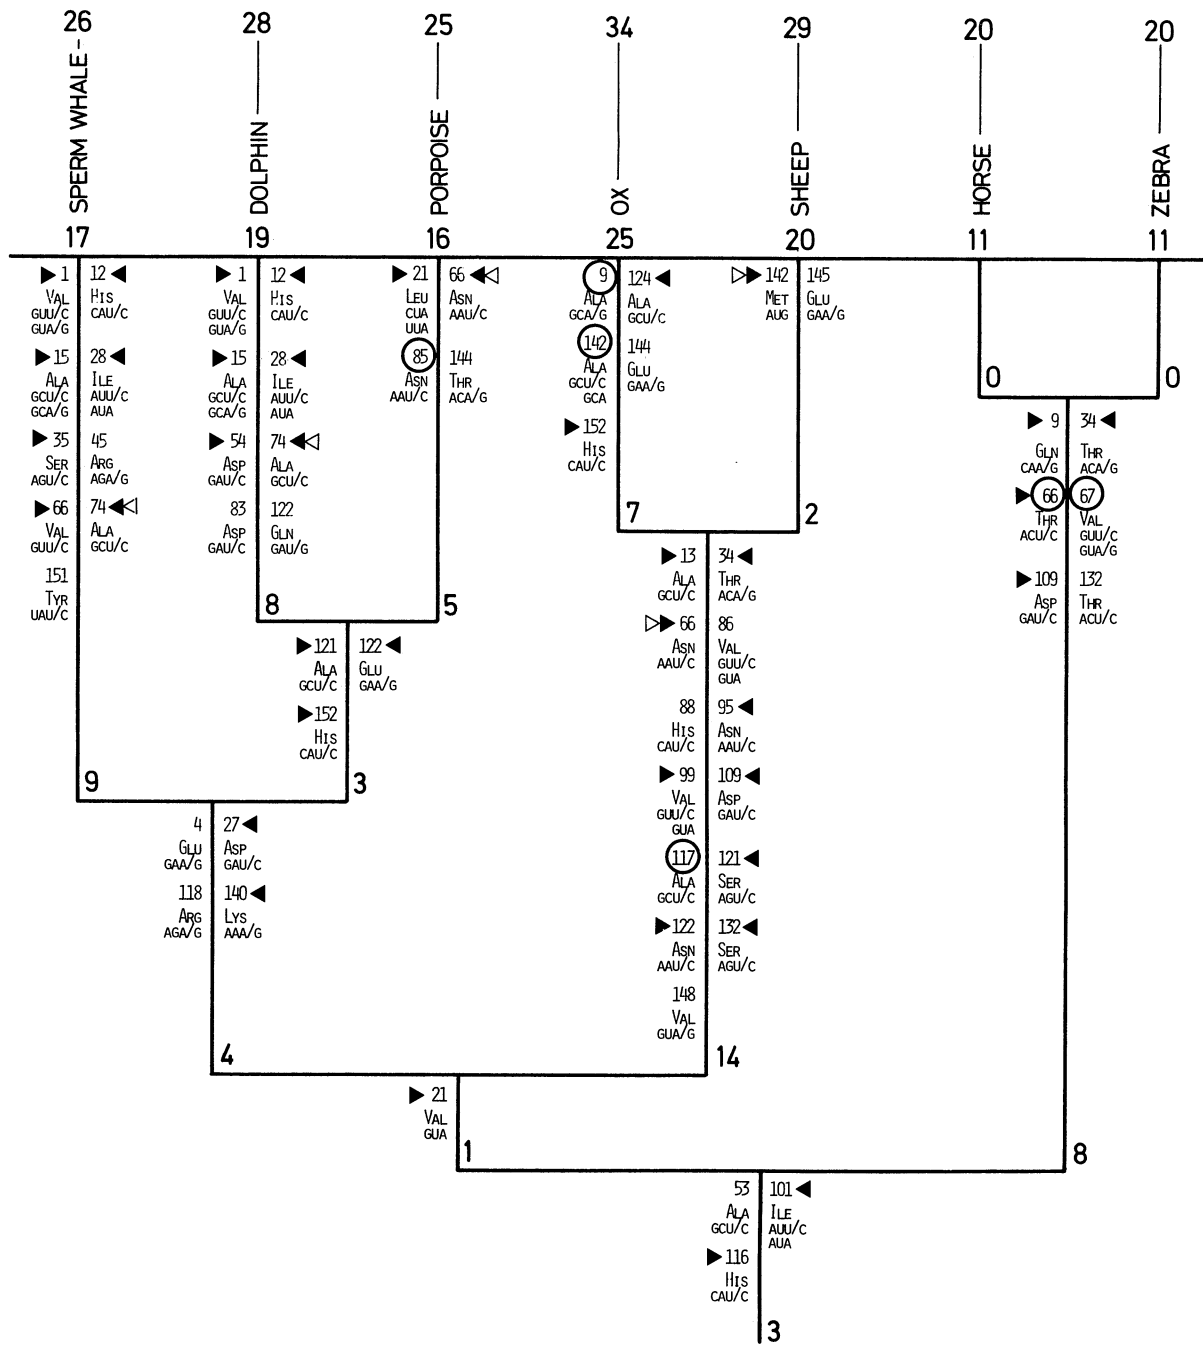 26 28 25 34 29 20 20
SPERM WHALE DOLPHIN PORPOISE OX SHEEP HORSE ZEBRA
17 19 16 25 20 11 11
1 12
VAL HIS
GUU/C CAU/C
GUA/G
15 28
ALA ILE
GCU/C AUU/C
GCA/G AUA
35 45
SER ARG
AGU/C AGA/G
66 74
VAL ALA
GUU/C GCU/C
151
TYR
UAU/C
9
1 12
VAL HIS
GUU/C CAU/C
GUA/G
15 28
ALA ILE
GCU/C AUU/C
GCA/G AUA
54 74
ASP ALA
GAU/C GCU/C
83 122
ASP GLN
GAU/C GAU/G
8
21 66
LEU ASN
CUA AAU/C
UUA
85 144
ASN THR
AAU/C ACA/G
5
121 122
ALA GLU
GCU/C GAA/G
152
HIS
CAU/C
3
4 27
GLU ASP
GAA/G GAU/C
118 140
ARG LYS
AGA/G AAA/G
4
9 124
ALA ALA
GCA/G GCU/C
142 144
ALA GLU
GCU/C GAA/G
GCA
152
HIS
CAU/C
7
142 145
MET GLU
AUG GAA/G
2
13 34
ALA THR
GCU/C ACA/G
66 86
ASN VAL
AAU/C GUU/C
GUA
88 95
HIS ASN
CAU/C AAU/C
99 109
VAL ASP
GUU/C GAU/C
GUA
117 121
ALA SER
GCU/C AGU/C
122 132
ASN SER
AAU/C AGU/C
148
VAL
GUA/G
14
21
VAL
GUA
1
0 0
9 34
GLN THR
CAA/G ACA/G
66 67
THR VAL
ACU/C GUU/C
GUA/G
109 132
ASP THR
GAU/C ACU/C
8
53 101
ALA ILE
GCU/C AUU/C
AUA
116
HIS
CAU/C
3